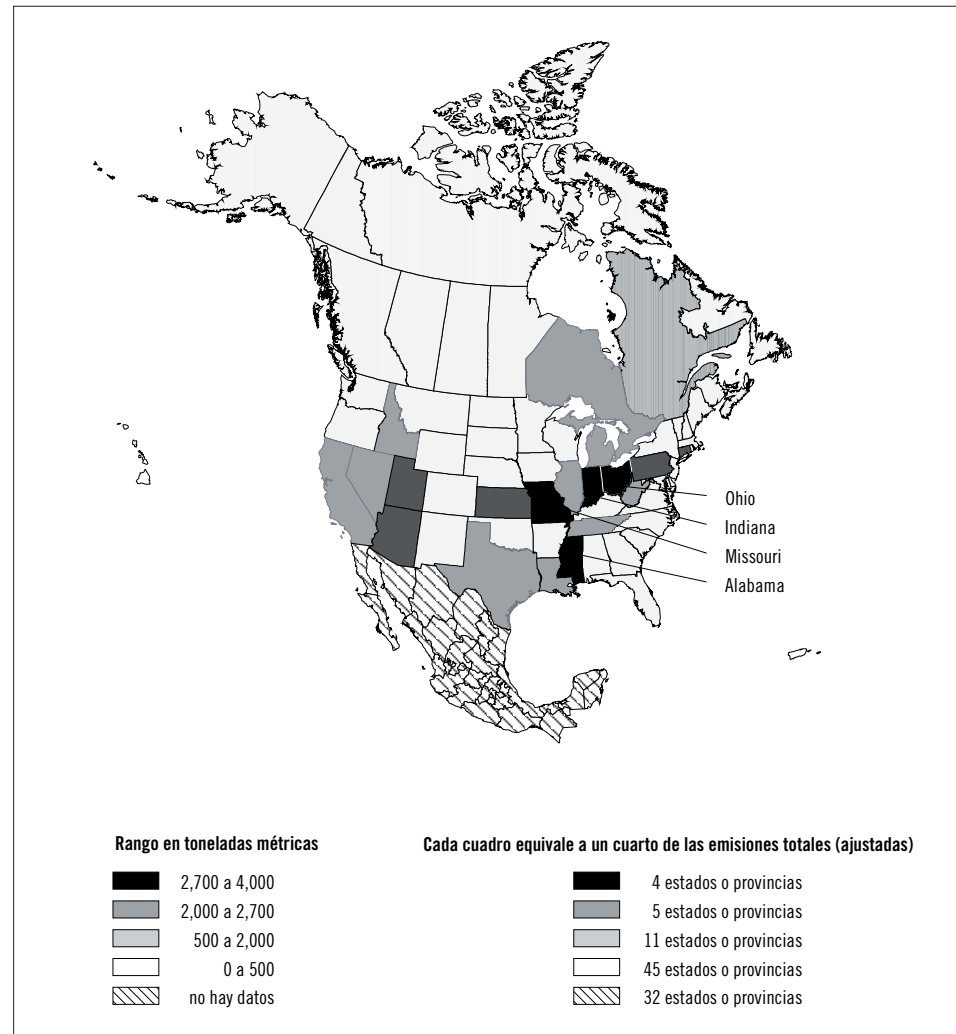 Ohio
Indiana
Missouri
Alabama
Rango en toneladas métricas
2,700 a 4,000
2,000 a 2,700
500 a 2,000
0 a 500
no hay datos
Cada cuadro equivale a un cuarto de las emisiones totales (ajustadas)
4 estados o provincias
5 estados o provincias
11 estados o provincias
45 estados o provincias
32 estados o provincias